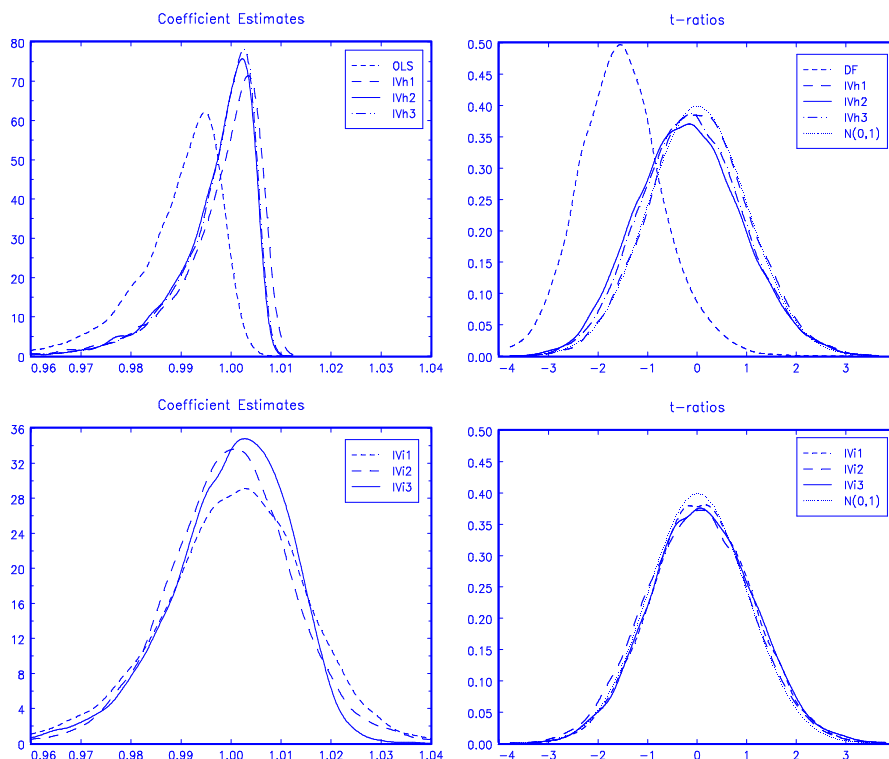 Coefficient Estimates
80
70
60
50
40
30
20
10
0
0.96 0.97 0.98 0.99 1.00 1.01 1.02 1.03 1.04
OLS
IVh1
IVh2
IVh3
t-ratios
0.50
0.45
0.40
0.35
0.30
0.25
0.20
0.15
0.10
0.05
0.00
-4 -3 -2 -1 0 1 2 3
DF
IVh1
IVh2
IVh3
N(0,1)
Coefficient Estimates
36
32
28
24
20
16
12
8
4
0
0.96 0.97 0.98 0.99 1.00 1.01 1.02 1.03 1.04
IVi1
IVi2
IVi3
t-ratios
0.50
0.45
0.40
0.35
0.30
0.25
0.20
0.15
0.10
0.05
0.00
-4 -3 -2 -1 0 1 2 3
IVi1
IVi2
IVi3
N(0,1)